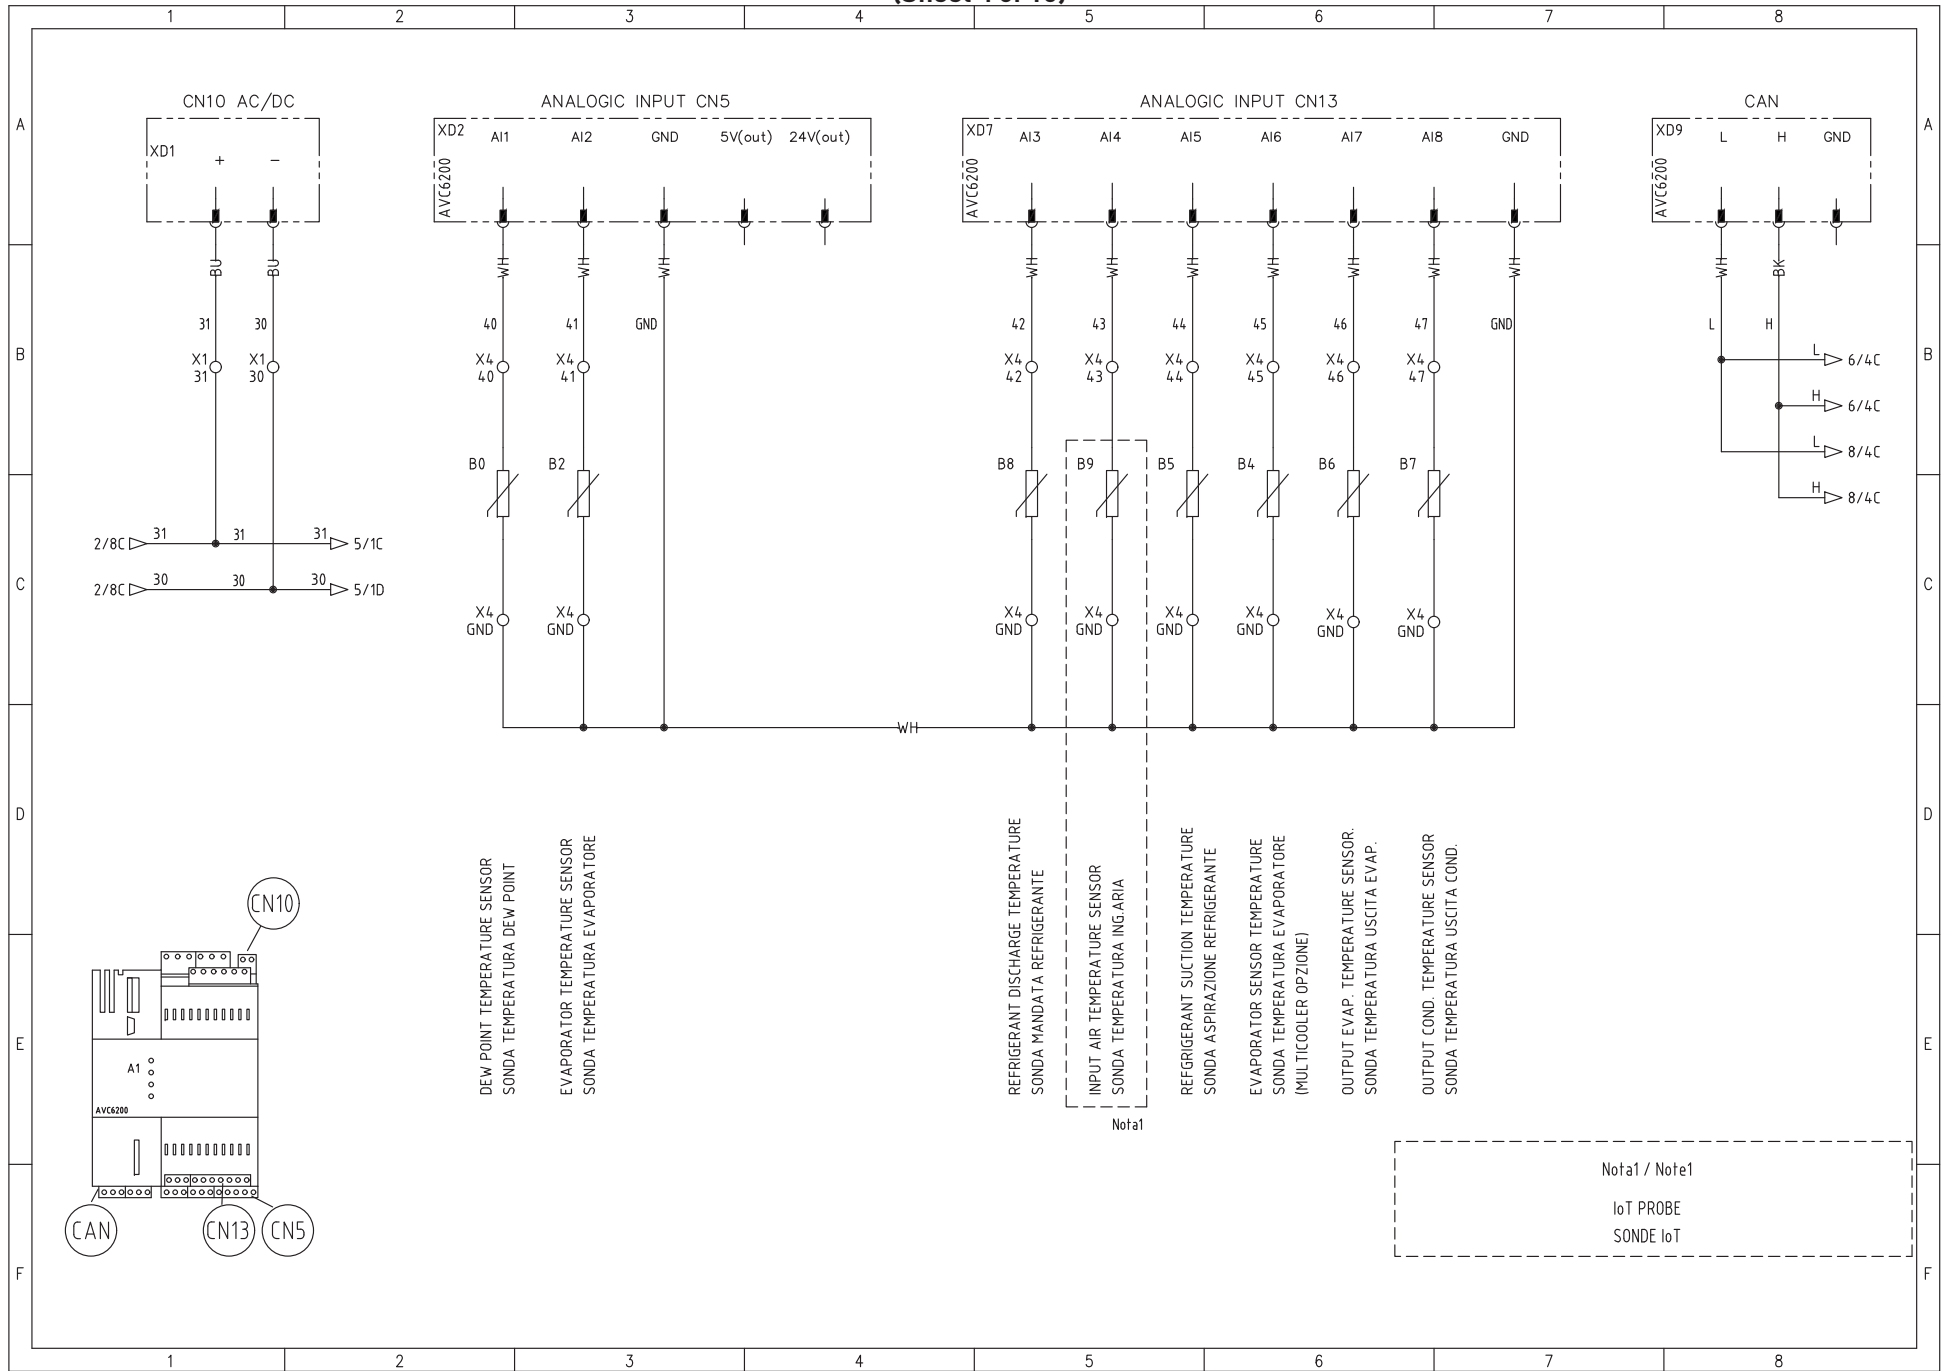 1 2 3 4 5 6 7 8
A A
B B
C C
D D
E E
F F
CN10 AC/DC
XD1
+ −
BU BU
31 30
X1 X1
31 30
2/8C 31 31 31 5/1C
2/8C 30 30 30 5/1D
ANALOGIC INPUT CN5
XD2 AI1 AI2 GND 5V(out) 24V(out)
AVC6200
WH WH WH
40 41 GND
X4 X4
40 41
B0 B2
X4 X4
GND GND
WH
ANALOGIC INPUT CN13
XD7 AI3 AI4 AI5 AI6 AI7 AI8 GND
AVC6200
WH WH WH WH WH WH WH
42 43 44 45 46 47 GND
X4 X4 X4 X4 X4 X4
42 43 44 45 46 47
B8 B9 B5 B4 B6 B7
X4 X4 X4 X4 X4 X4
GND GND GND GND GND GND
CAN
XD9 L H GND
AVC6200
WH BK
L H
L 6/4C
H 6/4C
L 8/4C
H 8/4C
DEW POINT TEMPERATURE SENSOR
SONDA TEMPERATURA DEW POINT
EVAPORATOR TEMPERATURE SENSOR
SONDA TEMPERATURA EVAPORATORE
REFRIGERANT DISCHARGE TEMPERATURE
SONDA MANDATA REFRIGERANTE
INPUT AIR TEMPERATURE SENSOR
SONDA TEMPERATURA ING.ARIA
REFGRIGERANT SUCTION TEMPERATURE
SONDA ASPIRAZIONE REFRIGERANTE
EVAPORATOR SENSOR TEMPERATURE
SONDA TEMPERATURA EVAPORATORE
(MULTICOOLER OPZIONE)
OUTPUT EVAP. TEMPERATURE SENSOR.
SONDA TEMPERATURA USCITA EVAP.
OUTPUT COND. TEMPERATURE SENSOR
SONDA TEMPERATURA USCITA COND.
Nota1
CN10
A1
AVC6200
CAN CN13 CN5
Nota1 / Note1
IoT PROBE
SONDE IoT
1 2 3 4 5 6 7 8